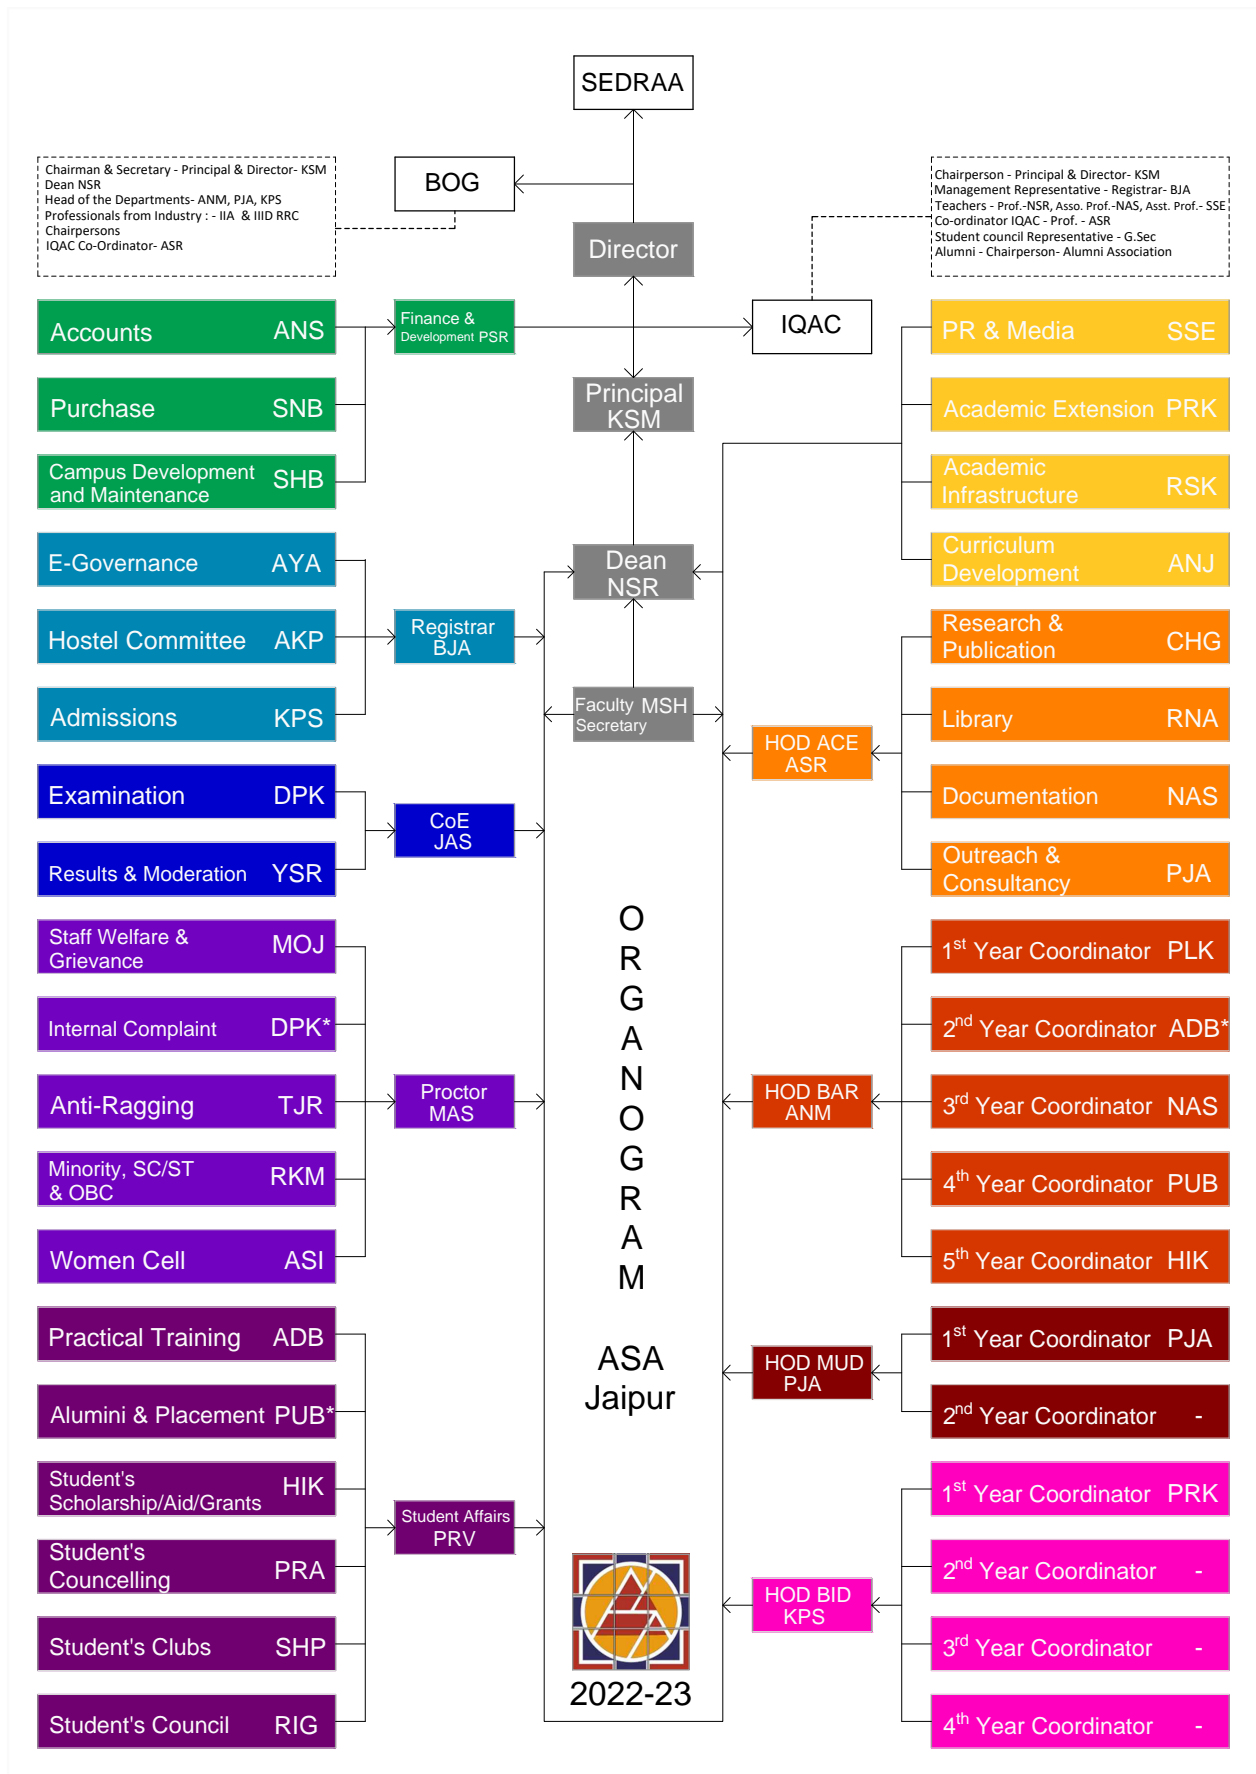 SEDRAA
Chairman & Secretary - Principal & Director- KSM
Dean NSR
Head of the Departments- ANM, PJA, KPS
Professionals from Industry : - IIA & IIID RRC
Chairpersons
IQAC Co-Ordinator- ASR
BOG
Chairperson - Principal & Director- KSM
Management Representative - Registrar- BJA
Teachers - Prof.-NSR, Asso. Prof.-NAS, Asst. Prof.- SSE
Co-ordinator IQAC - Prof. - ASR
Student council Representative - G.Sec
Alumni - Chairperson- Alumni Association
Director
Accounts ANS
Finance &
Development PSR
IQAC
PR & Media SSE
Purchase SNB
Principal
KSM
Academic Extension PRK
Campus Development
and Maintenance SHB
Academic
Infrastructure RSK
E-Governance AYA
Dean
NSR
Curriculum
Development ANJ
Hostel Committee AKP
Registrar
BJA
Research &
Publication CHG
Admissions KPS
Faculty MSH
Secretary
Library RNA
HOD ACE
ASR
Examination DPK
CoE
JAS
Documentation NAS
Results & Moderation YSR
Outreach &
Consultancy PJA
Staff Welfare &
Grievance MOJ
1st Year Coordinator PLK
Internal Complaint DPK*
2nd Year Coordinator ADB*
Anti-Ragging TJR
Proctor
MAS
HOD BAR
ANM
3rd Year Coordinator NAS
Minority, SC/ST
& OBC RKM
4th Year Coordinator PUB
Women Cell ASI
5th Year Coordinator HIK
ORGANOGRAM
ASA
Jaipur
Practical Training ADB
1st Year Coordinator PJA
HOD MUD
PJA
Alumini & Placement PUB*
2nd Year Coordinator -
Student's
Scholarship/Aid/Grants HIK
1st Year Coordinator PRK
Student Affairs
PRV
Student's
Councelling PRA
2nd Year Coordinator -
HOD BID
KPS
Student's Clubs SHP
3rd Year Coordinator -
2022-23
Student's Council RIG
4th Year Coordinator -